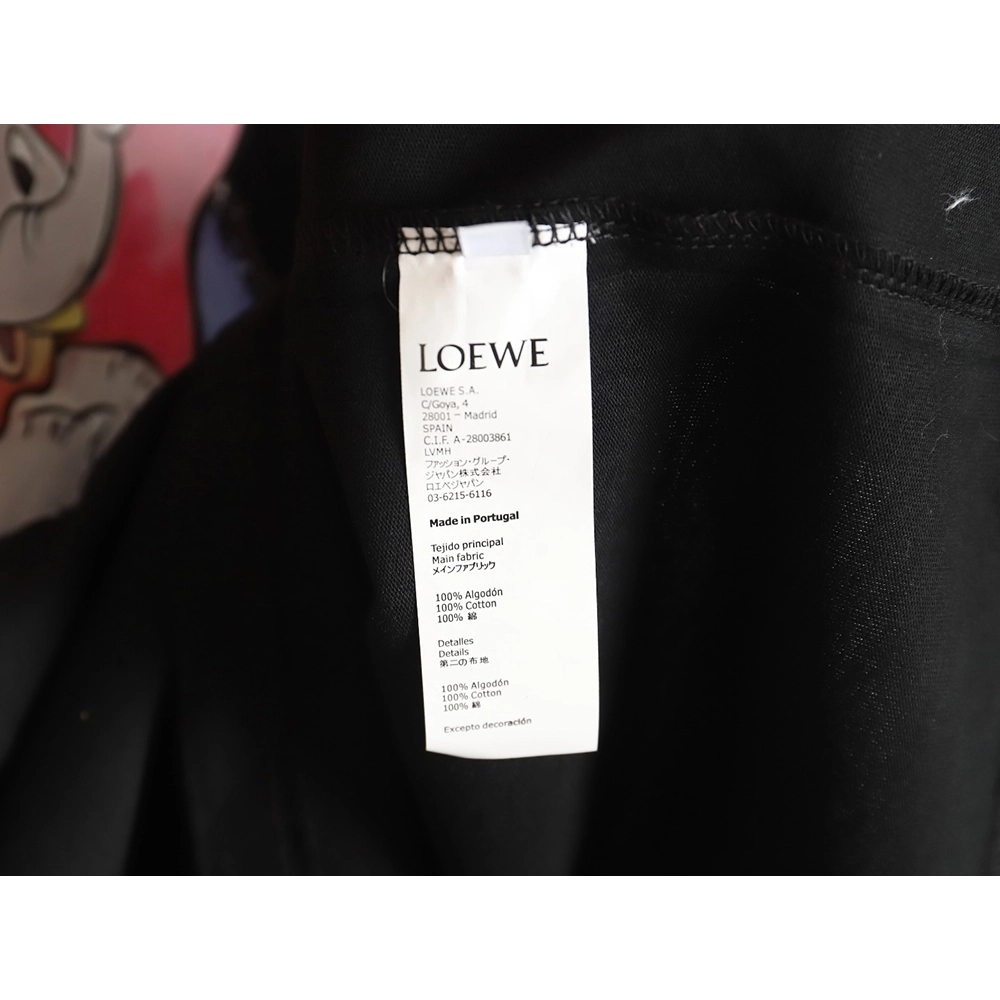 LOEWE
LOEWE S.A.
C/Goya, 4
28001 - Madrid
SPAIN
C.I.F. A-28003861
LVMH
ファッション・グループ・
ジャパン株式会社
ロエベジャパン
03-6215-6116
Made in Portugal
Tejido principal
Main fabric
メインファブリック
100% Algodón
100% Cotton
100% 綿
Detalles
Details
第二の布地
100% Algodón
100% Cotton
100% 綿
Excepto decoración